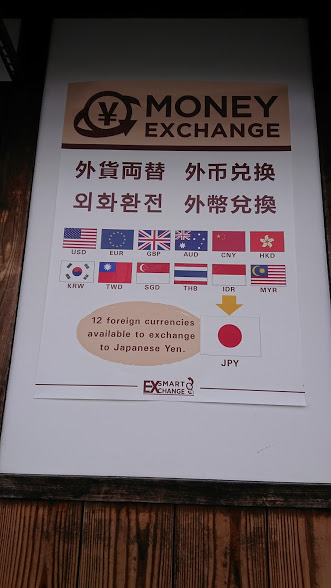 ¥
MONEY
EXCHANGE
外貨両替 外币兑换
외화환전 外幣兌換
USD EUR GBP AUD CNY HKD
KRW TWD SGD THB IDR MYR
12 foreign currencies
available to exchange
to Japanese Yen.
JPY
SMART
EXCHANGE